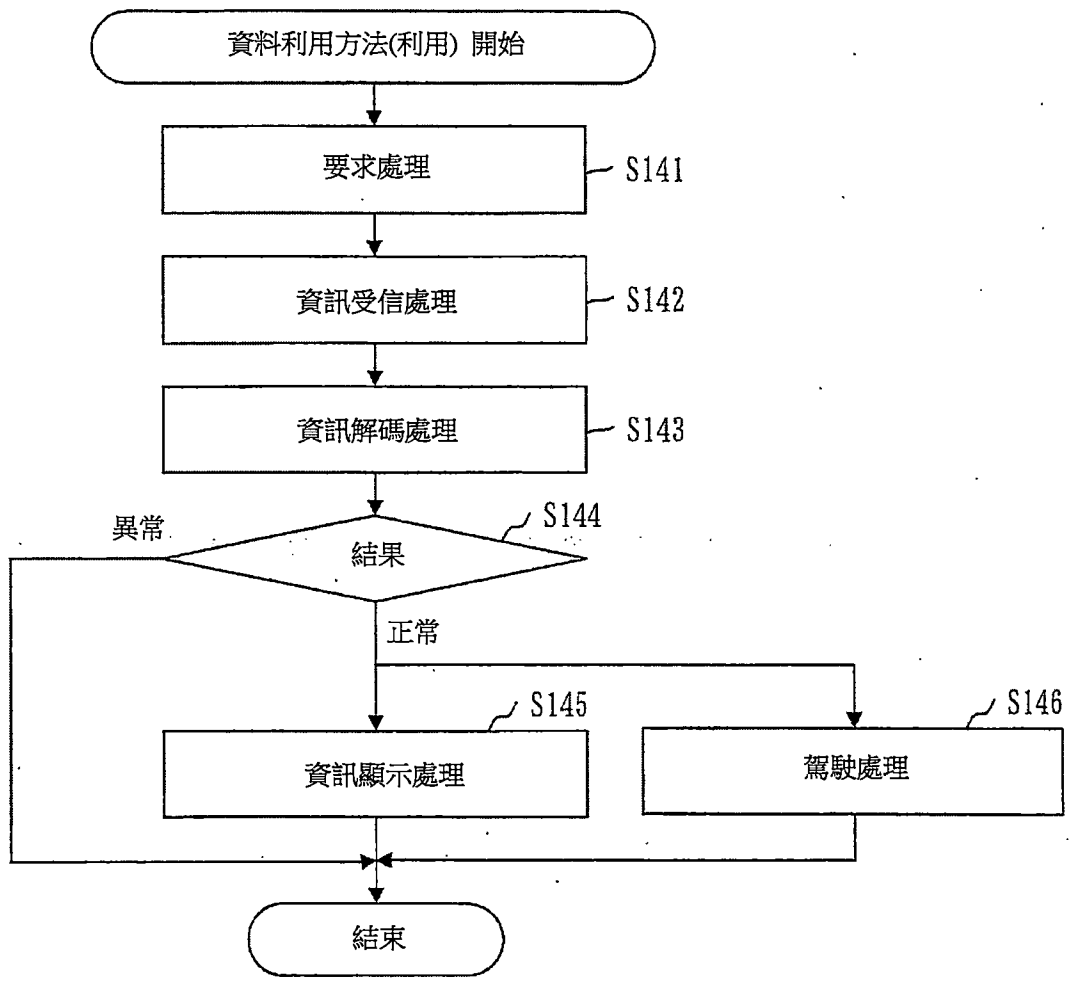 資料利用方法(利用) 開始
要求處理
S141
資訊受信處理
S142
資訊解碼處理
S143
S144
異常
結果
正常
S145
S146
資訊顯示處理
駕駛處理
結束